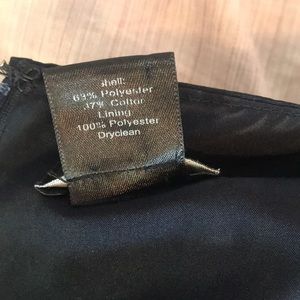 shell:
63% Polyester
37% Cotton
Lining
100% Polyester
Dryclean